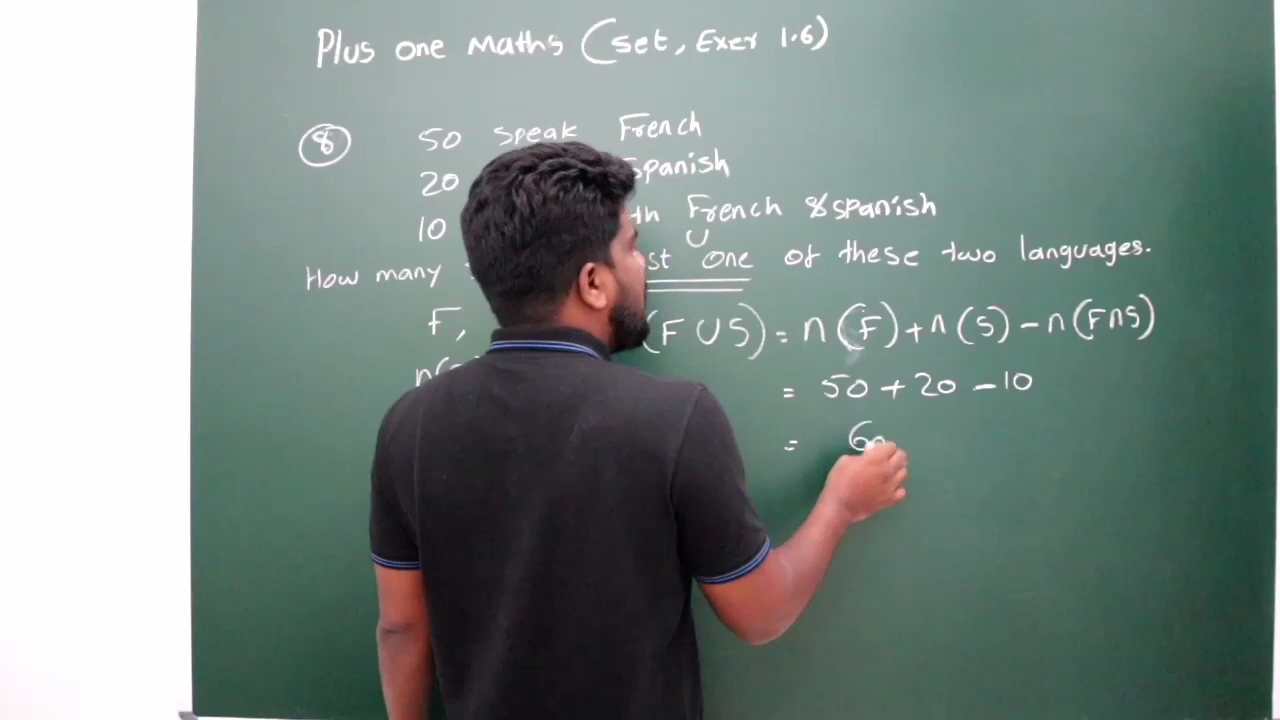 Plus one Maths (set, Exer 1.6)
8 50 speak French
20 Spanish
10 French & Spanish
∪
How many one of these two languages.
F, (F ∪ S) = n(F) + n(S) - n(F∩S)
= 50 + 20 - 10
= 60